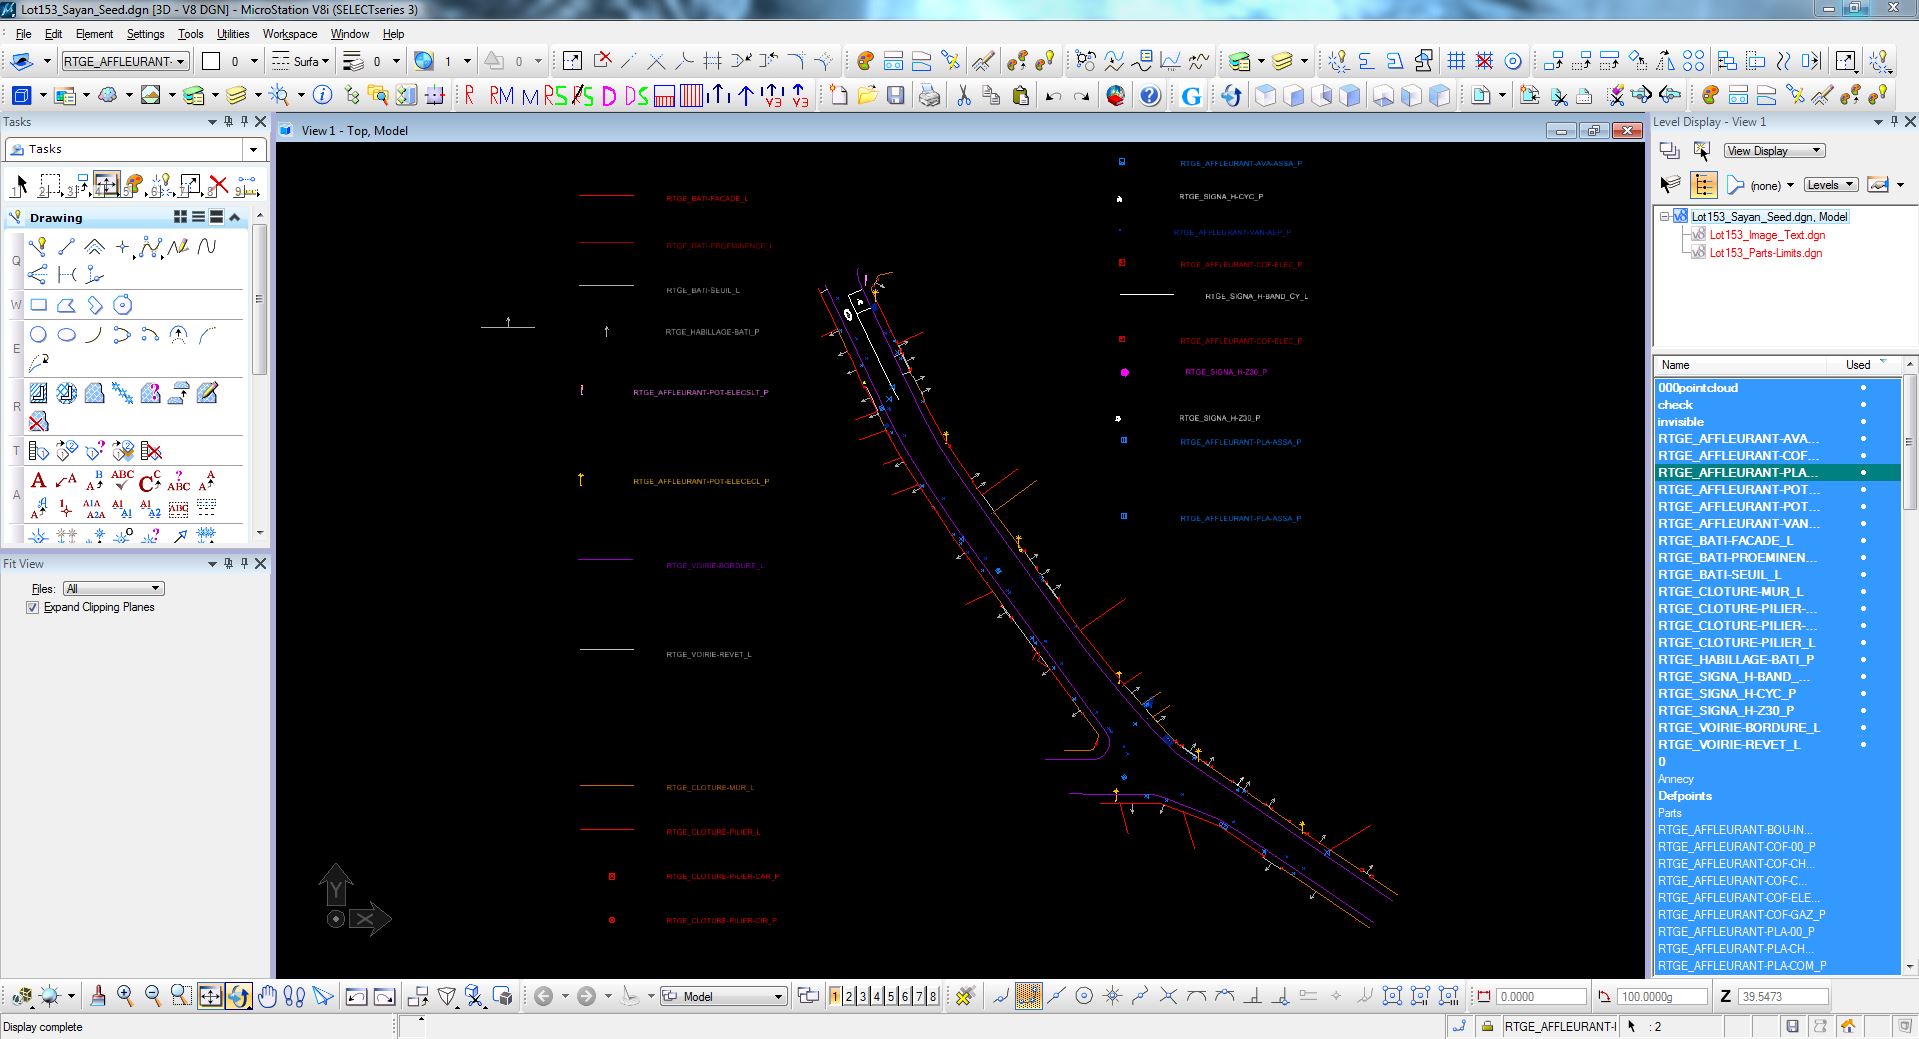 Lot153_Sayan_Seed.dgn [3D - V8 DGN] - MicroStation V8i (SELECTseries 3)
File Edit Element Settings Tools Utilities Workspace Window Help
RTGE_AFFLEURANT- 0 Surfa 0 1 0
R RM M RS RS D DS V3 V3 G
Tasks
View 1 - Top, Model
Level Display - View 1
Tasks
View Display
(none) Levels
Drawing
Q
W
E
R
T
A
Fit View
Files: All
Expand Clipping Planes
RTGE_BATI-FACADE_L
RTGE_BATI-PROEMINENCE_L
RTGE_BATI-SEUIL_L
RTGE_HABILLAGE-BATI_P
RTGE_AFFLEURANT-POT-ELECSLT_P
RTGE_AFFLEURANT-POT-ELECECL_P
RTGE_VOIRIE-BORDURE_L
RTGE_VOIRIE-REVET_L
RTGE_CLOTURE-MUR_L
RTGE_CLOTURE-PILIER_L
RTGE_CLOTURE-PILIER-CAR_P
RTGE_CLOTURE-PILIER-CIR_P
Y
X
RTGE_AFFLEURANT-AVA-ASSA_P
RTGE_SIGNA_H-CYC_P
RTGE_AFFLEURANT-VAN-AEP_P
RTGE_AFFLEURANT-COF-ELEC_P
RTGE_SIGNA_H-BAND_CY_L
RTGE_AFFLEURANT-COF-ELEC_P
RTGE_SIGNA_H-Z30_P
RTGE_SIGNA_H-Z30_P
RTGE_AFFLEURANT-PLA-ASSA_P
RTGE_AFFLEURANT-PLA-ASSA_P
Lot153_Sayan_Seed.dgn, Model
Lot153_Image_Text.dgn
Lot153_Parts-Limits.dgn
Name Used
000pointcloud
check
invisible
RTGE_AFFLEURANT-AVA...
RTGE_AFFLEURANT-COF...
RTGE_AFFLEURANT-PLA...
RTGE_AFFLEURANT-POT...
RTGE_AFFLEURANT-POT...
RTGE_AFFLEURANT-VAN...
RTGE_BATI-FACADE_L
RTGE_BATI-PROEMINEN...
RTGE_BATI-SEUIL_L
RTGE_CLOTURE-MUR_L
RTGE_CLOTURE-PILIER-...
RTGE_CLOTURE-PILIER-...
RTGE_CLOTURE-PILIER_L
RTGE_HABILLAGE-BATI_P
RTGE_SIGNA_H-BAND_...
RTGE_SIGNA_H-CYC_P
RTGE_SIGNA_H-Z30_P
RTGE_VOIRIE-BORDURE_L
RTGE_VOIRIE-REVET_L
0
Annecy
Defpoints
Parts
RTGE_AFFLEURANT-BOU-IN...
RTGE_AFFLEURANT-COF-00_P
RTGE_AFFLEURANT-COF-CH...
RTGE_AFFLEURANT-COF-C...
RTGE_AFFLEURANT-COF-ELE...
RTGE_AFFLEURANT-COF-GAZ_P
RTGE_AFFLEURANT-PLA-00_P
RTGE_AFFLEURANT-PLA-CH...
RTGE_AFFLEURANT-PLA-COM_P
Model 1 2 3 4 5 6 7 8 0.0000 100.0000g Z 39.5473
Display complete RTGE_AFFLEURANT-I : 2